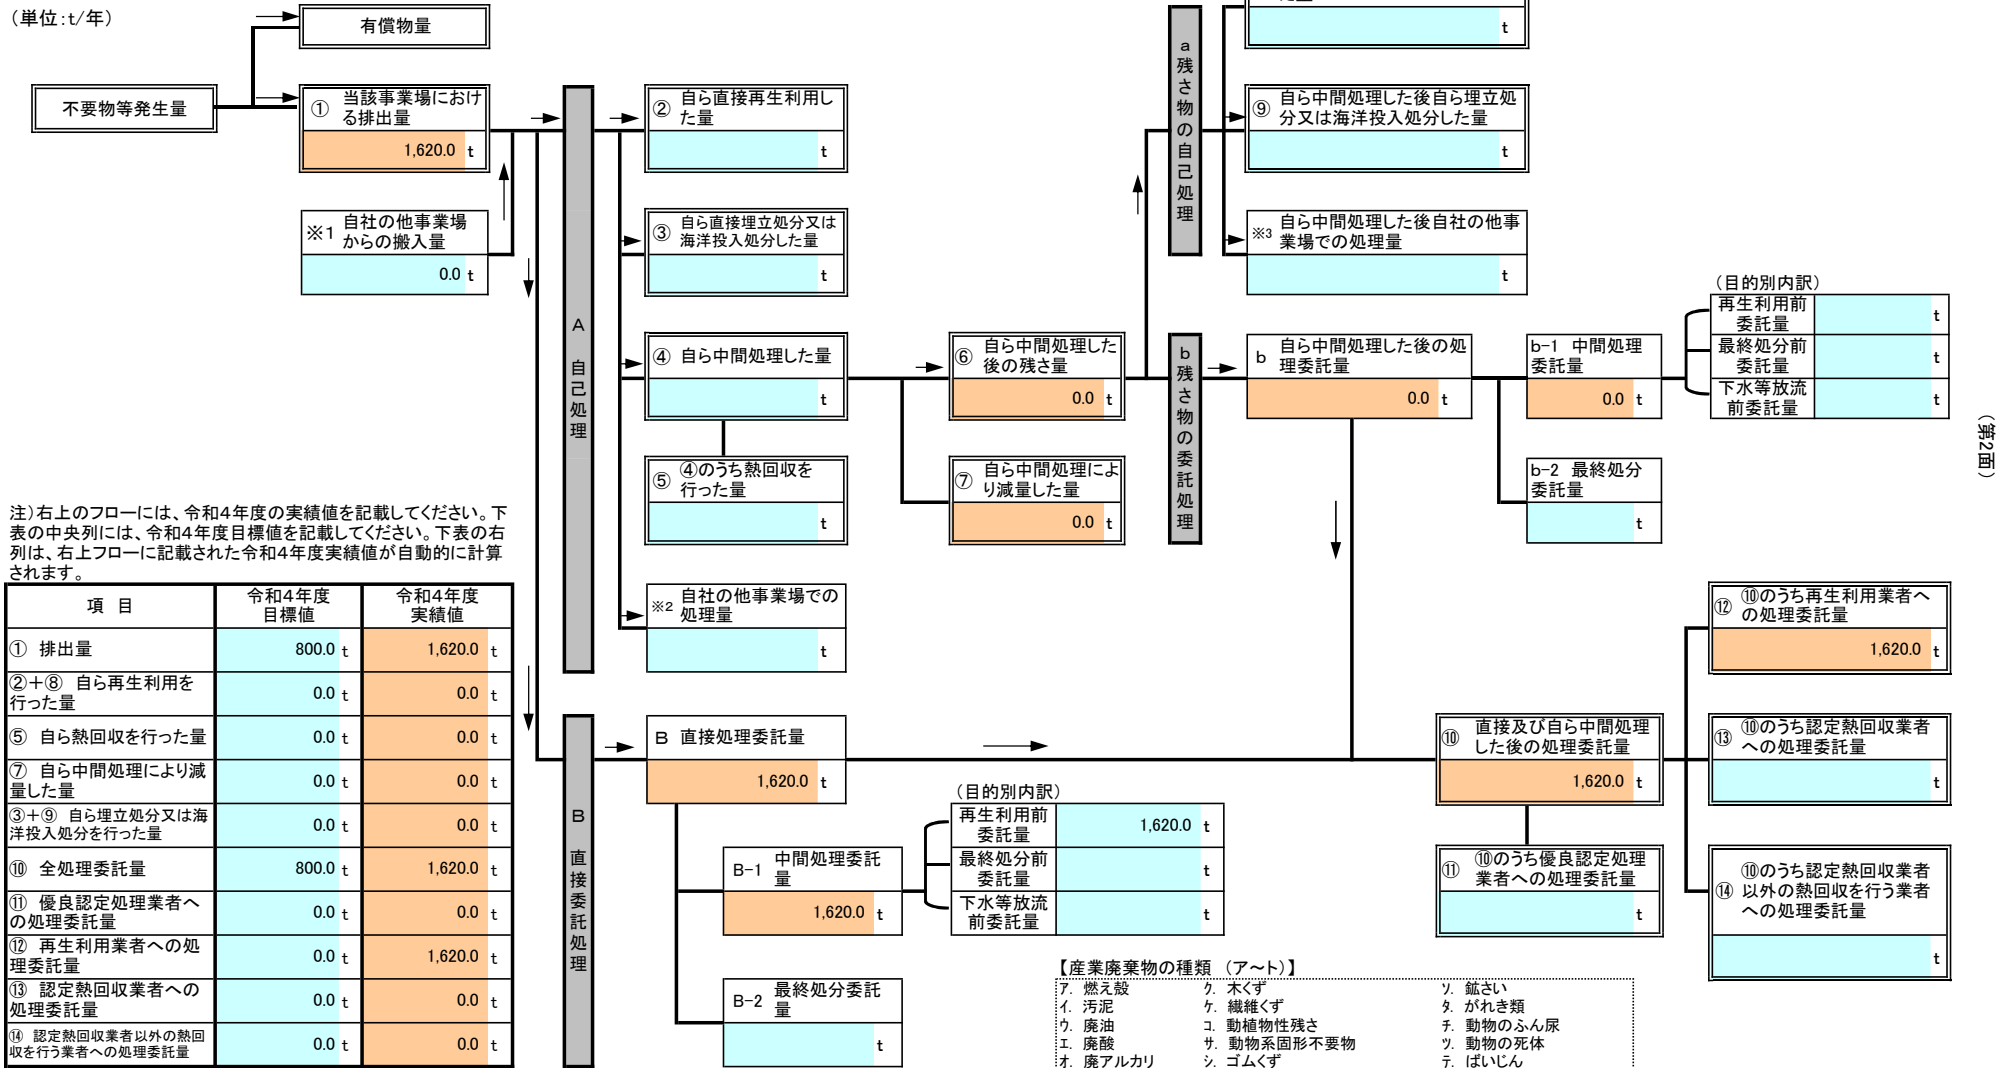 (単位:t/年)
有償物量
不要物等発生量
① 当該事業場におけ
る排出量
1,620.0 t
※1 自社の他事業場
からの搬入量
0.0 t
A 自己処理
② 自ら直接再生利用し
た量
t
③ 自ら直接埋立処分又は
海洋投入処分した量
t
④ 自ら中間処理した量
t
⑤ ④のうち熱回収を
行った量
t
※2 自社の他事業場での
処理量
t
⑥ 自ら中間処理した
後の残さ量
0.0 t
⑦ 自ら中間処理によ
り減量した量
0.0 t
a残さ物の自己処理
t
⑨ 自ら中間処理した後自ら埋立処
分又は海洋投入処分した量
t
※3 自ら中間処理した後自社の他事
業場での処理量
t
b残さ物の委託処理
b 自ら中間処理した後の処
理委託量
0.0 t
b-1 中間処理
委託量
0.0 t
b-2 最終処分
委託量
t
(目的別内訳)
再生利用前
委託量
t
最終処分前
委託量
t
下水等放流
前委託量
t
(第2面)
注)右上のフローには、令和4年度の実績値を記載してください。下
表の中央列には、令和4年度目標値を記載してください。下表の右
列は、右上フローに記載された令和4年度実績値が自動的に計算
されます。
項 目
令和4年度
目標値
令和4年度
実績値
① 排出量
800.0 t 1,620.0 t
②+⑧ 自ら再生利用を
行った量
0.0 t 0.0 t
⑤ 自ら熱回収を行った量
0.0 t 0.0 t
⑦ 自ら中間処理により減
量した量
0.0 t 0.0 t
③+⑨ 自ら埋立処分又は海
洋投入処分を行った量
0.0 t 0.0 t
⑩ 全処理委託量
800.0 t 1,620.0 t
⑪ 優良認定処理業者へ
の処理委託量
0.0 t 0.0 t
⑫ 再生利用業者への処
理委託量
0.0 t 1,620.0 t
⑬ 認定熱回収業者への
処理委託量
0.0 t 0.0 t
⑭ 認定熱回収業者以外の熱回
収を行う業者への処理委託量
0.0 t 0.0 t
B 直接委託処理
B 直接処理委託量
1,620.0 t
B-1 中間処理委託
量
1,620.0 t
B-2 最終処分委託
量
t
(目的別内訳)
再生利用前
委託量
1,620.0 t
最終処分前
委託量
t
下水等放流
前委託量
t
⑩ 直接及び自ら中間処理
した後の処理委託量
1,620.0 t
⑪ ⑩のうち優良認定処理
業者への処理委託量
t
⑫ ⑩のうち再生利用業者へ
の処理委託量
1,620.0 t
⑬ ⑩のうち認定熱回収業者
への処理委託量
t
⑭ ⑩のうち認定熱回収業者
以外の熱回収を行う業者
への処理委託量
t
【産業廃棄物の種類 (ア~ト)】
ア. 燃え殻 ク. 木くず ソ. 鉱さい
イ. 汚泥 ケ. 繊維くず タ. がれき類
ウ. 廃油 コ. 動植物性残さ チ. 動物のふん尿
エ. 廃酸 サ. 動物系固形不要物 ツ. 動物の死体
オ. 廃アルカリ シ. ゴムくず テ. ばいじん